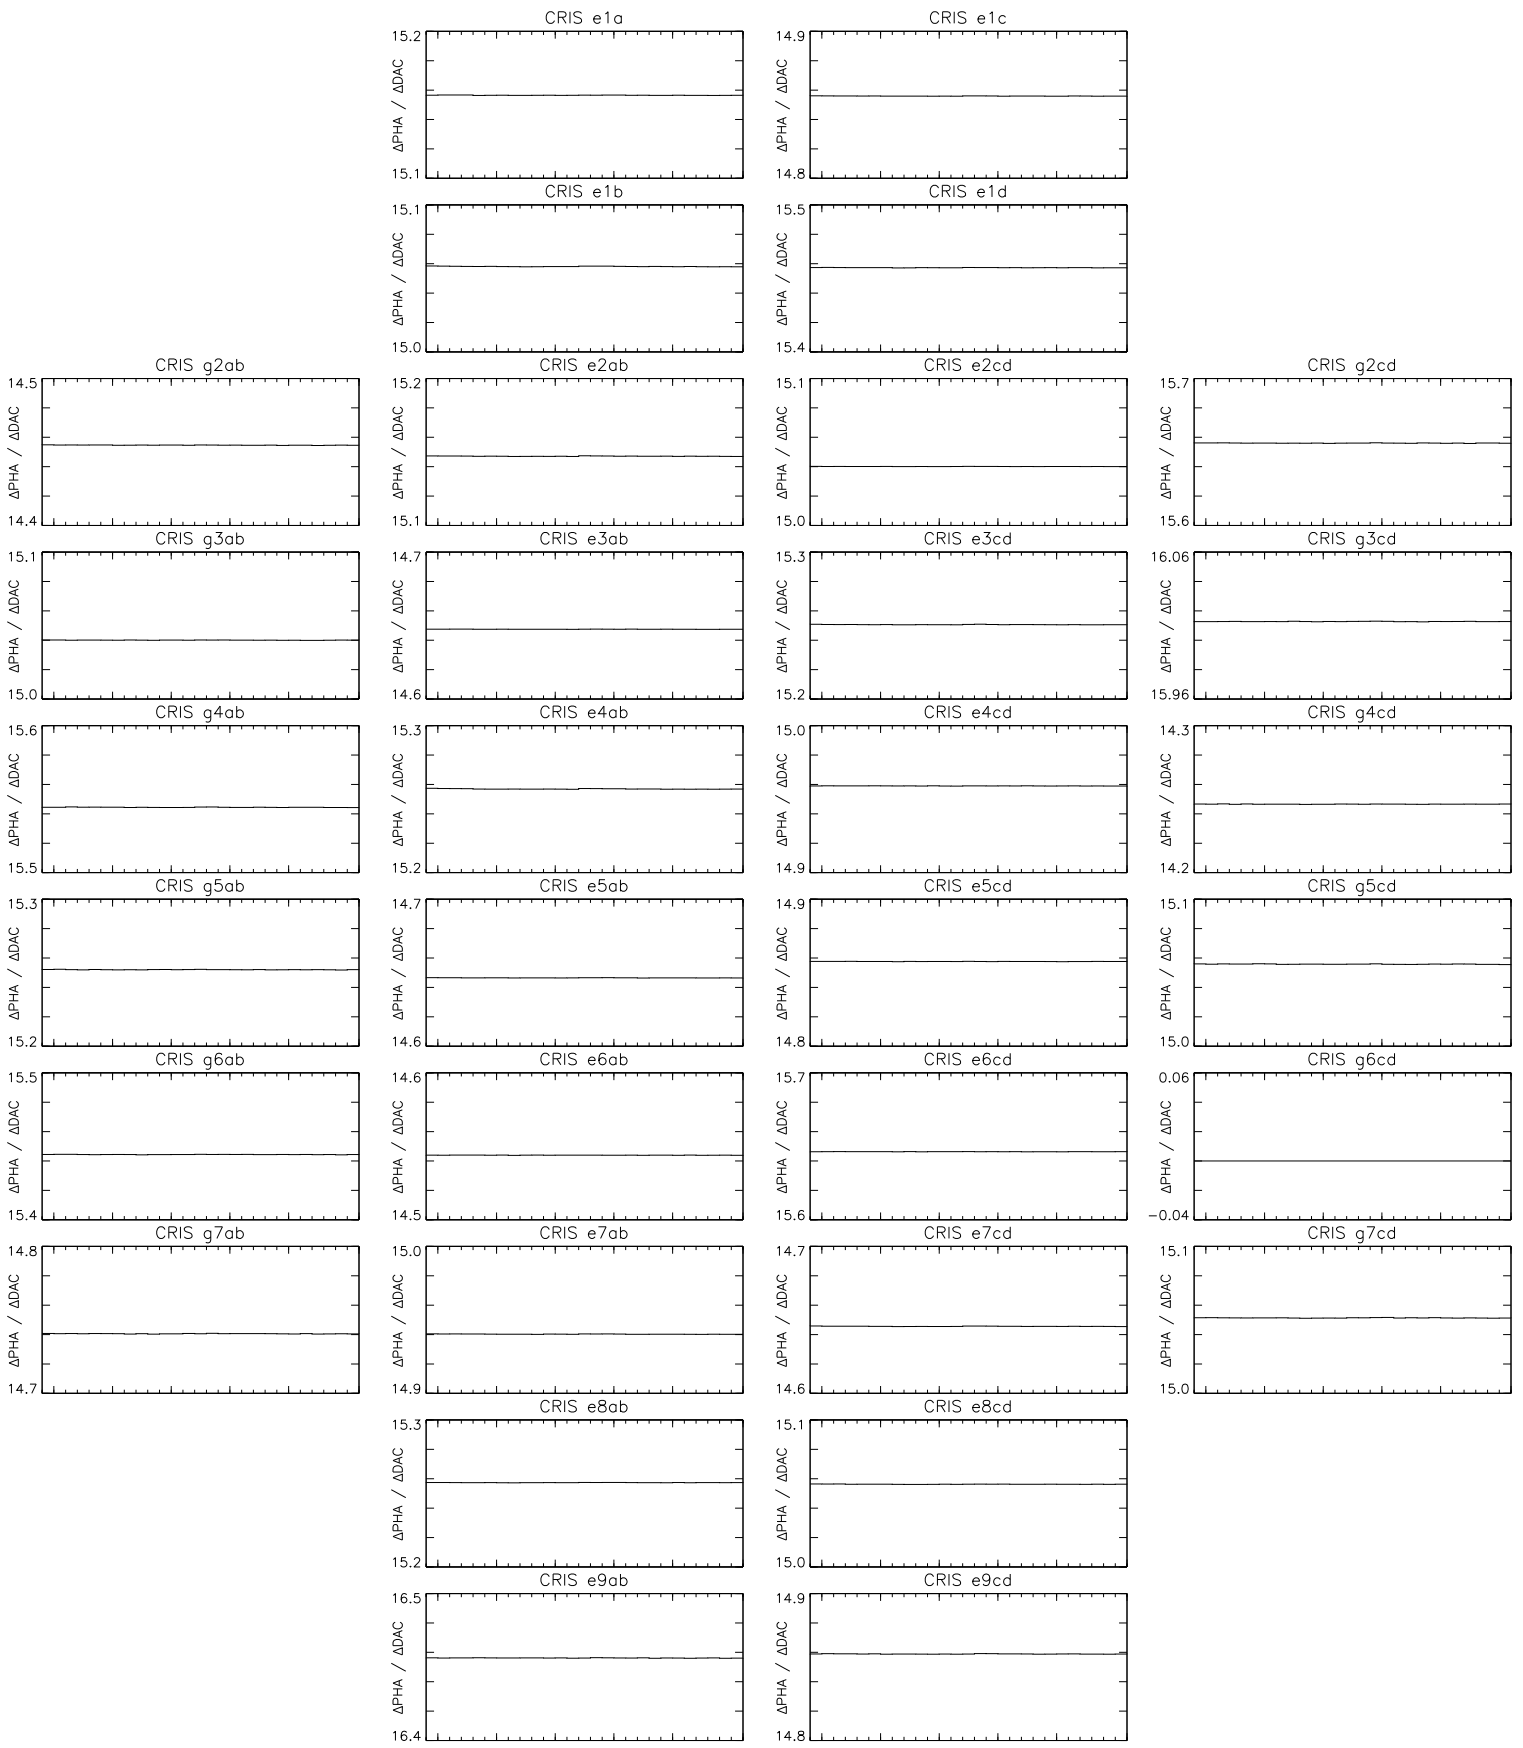 CRIS e1a
CRIS e1c
15.2
ΔPHA / ΔDAC
15.1
14.9
ΔPHA / ΔDAC
14.8
CRIS e1b
CRIS e1d
15.1
ΔPHA / ΔDAC
15.0
15.5
ΔPHA / ΔDAC
15.4
CRIS g2ab
CRIS e2ab
CRIS e2cd
CRIS g2cd
14.5
ΔPHA / ΔDAC
14.4
15.2
ΔPHA / ΔDAC
15.1
15.1
ΔPHA / ΔDAC
15.0
15.7
ΔPHA / ΔDAC
15.6
CRIS g3ab
CRIS e3ab
CRIS e3cd
CRIS g3cd
15.1
ΔPHA / ΔDAC
15.0
14.7
ΔPHA / ΔDAC
14.6
15.3
ΔPHA / ΔDAC
15.2
16.06
ΔPHA / ΔDAC
15.96
CRIS g4ab
CRIS e4ab
CRIS e4cd
CRIS g4cd
15.6
ΔPHA / ΔDAC
15.5
15.3
ΔPHA / ΔDAC
15.2
15.0
ΔPHA / ΔDAC
14.9
14.3
ΔPHA / ΔDAC
14.2
CRIS g5ab
CRIS e5ab
CRIS e5cd
CRIS g5cd
15.3
ΔPHA / ΔDAC
15.2
14.7
ΔPHA / ΔDAC
14.6
14.9
ΔPHA / ΔDAC
14.8
15.1
ΔPHA / ΔDAC
15.0
CRIS g6ab
CRIS e6ab
CRIS e6cd
CRIS g6cd
15.5
ΔPHA / ΔDAC
15.4
14.6
ΔPHA / ΔDAC
14.5
15.7
ΔPHA / ΔDAC
15.6
0.06
ΔPHA / ΔDAC
−0.04
CRIS g7ab
CRIS e7ab
CRIS e7cd
CRIS g7cd
14.8
ΔPHA / ΔDAC
14.7
15.0
ΔPHA / ΔDAC
14.9
14.7
ΔPHA / ΔDAC
14.6
15.1
ΔPHA / ΔDAC
15.0
CRIS e8ab
CRIS e8cd
15.3
ΔPHA / ΔDAC
15.2
15.1
ΔPHA / ΔDAC
15.0
CRIS e9ab
CRIS e9cd
16.5
ΔPHA / ΔDAC
16.4
14.9
ΔPHA / ΔDAC
14.8